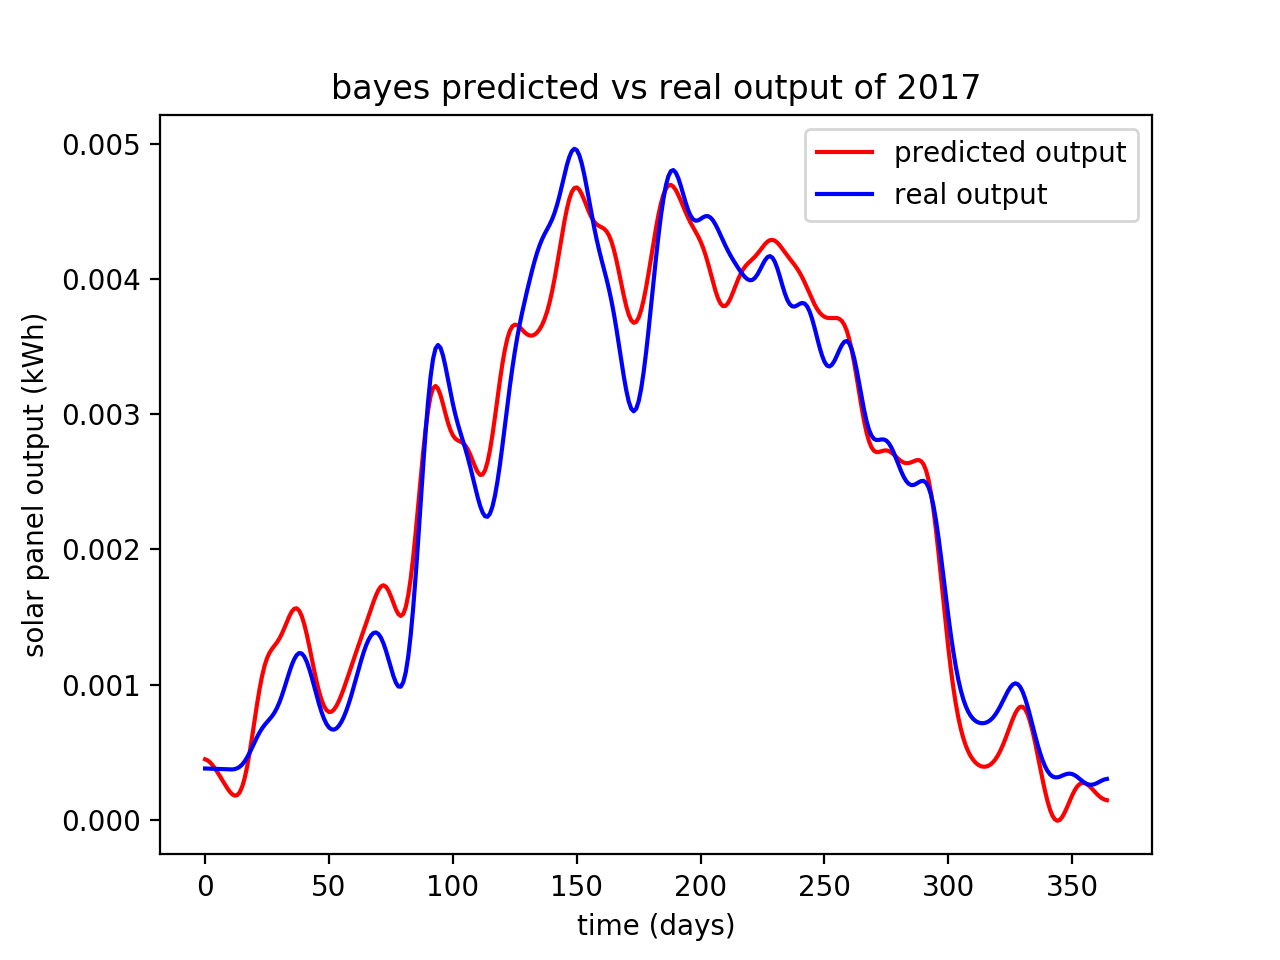 bayes predicted vs real output of 2017
predicted output
real output
solar panel output (kWh)
0.005
0.004
0.003
0.002
0.001
0.000
0 50 100 150 200 250 300 350
time (days)